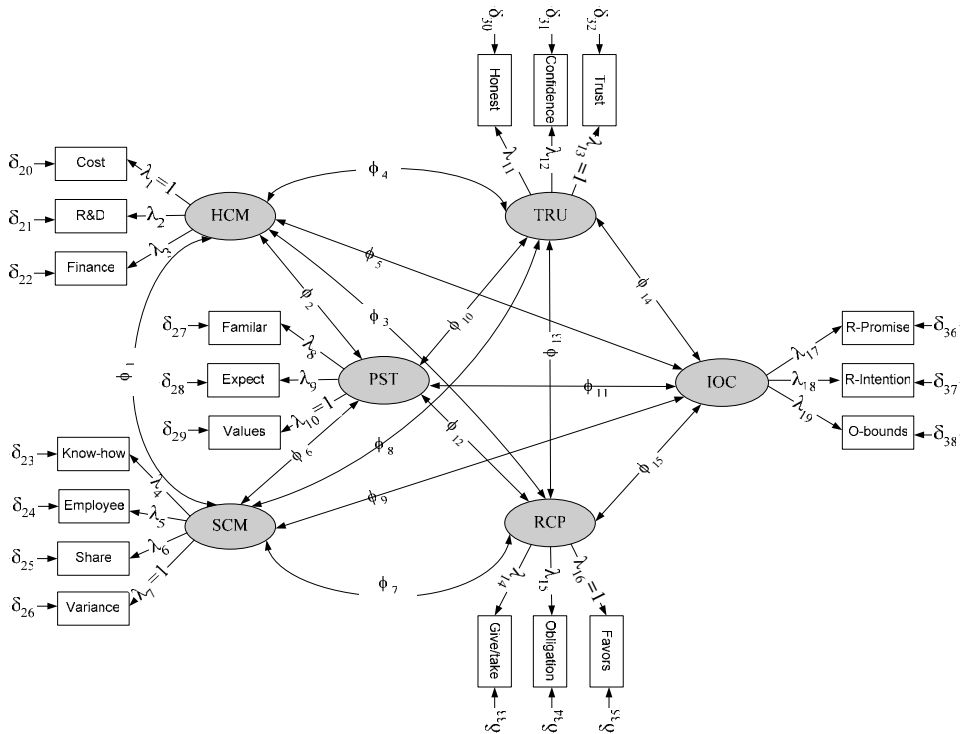 δ30 δ31 δ32
Honest Confidence Trust
λ11 λ12 λ13 = 1
δ20 Cost λ1 = 1
δ21 R&D λ2
δ22 Finance λ3
HCM
ϕ4
TRU
ϕ5
ϕ14
ϕ2
ϕ3
ϕ10
ϕ13
ϕ1
δ27 Familar λ8
δ28 Expect λ9
δ29 Values λ10 = 1
PST
ϕ11
IOC
λ17 R-Promise δ36
λ18 R-Intention δ37
λ19 O-bounds δ38
ϕ6
ϕ8
ϕ12
ϕ15
ϕ9
δ23 Know-how λ4
δ24 Employee λ5
δ25 Share λ6
δ26 Variance λ7 = 1
SCM
RCP
ϕ7
λ14 λ15 λ16 = 1
Give/take Obligation Favors
δ33 δ34 δ35